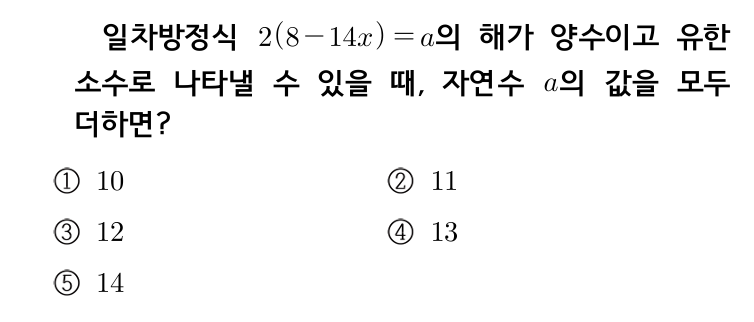 일차방정식 2(8−14x)=a의 해가 양수이고 유한
소수로 나타낼 수 있을 때, 자연수 a의 값을 모두
더하면?
① 10 ② 11
③ 12 ④ 13
⑤ 14